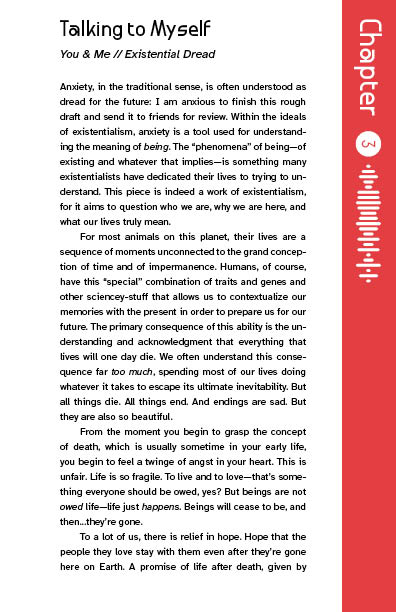 Talking to Myself
You & Me // Existential Dread
Anxiety, in the traditional sense, is often understood as
dread for the future: I am anxious to finish this rough
draft and send it to friends for review. Within the ideals
of existentialism, anxiety is a tool used for understand-
ing the meaning of being. The “phenomena” of being—of
existing and whatever that implies—is something many
existentialists have dedicated their lives to trying to un-
derstand. This piece is indeed a work of existentialism,
for it aims to question who we are, why we are here, and
what our lives truly mean.
For most animals on this planet, their lives are a
sequence of moments unconnected to the grand concep-
tion of time and of impermanence. Humans, of course,
have this “special” combination of traits and genes and
other sciencey-stuff that allows us to contextualize our
memories with the present in order to prepare us for our
future. The primary consequence of this ability is the un-
derstanding and acknowledgment that everything that
lives will one day die. We often understand this conse-
quence far too much, spending most of our lives doing
whatever it takes to escape its ultimate inevitability. But
all things die. All things end. And endings are sad. But
they are also so beautiful.
From the moment you begin to grasp the concept
of death, which is usually sometime in your early life,
you begin to feel a twinge of angst in your heart. This is
unfair. Life is so fragile. To live and to love—that’s some-
thing everyone should be owed, yes? But beings are not
owed life—life just happens. Beings will cease to be, and
then...they’re gone.
To a lot of us, there is relief in hope. Hope that the
people they love stay with them even after they’re gone
here on Earth. A promise of life after death, given by
Chapter
3